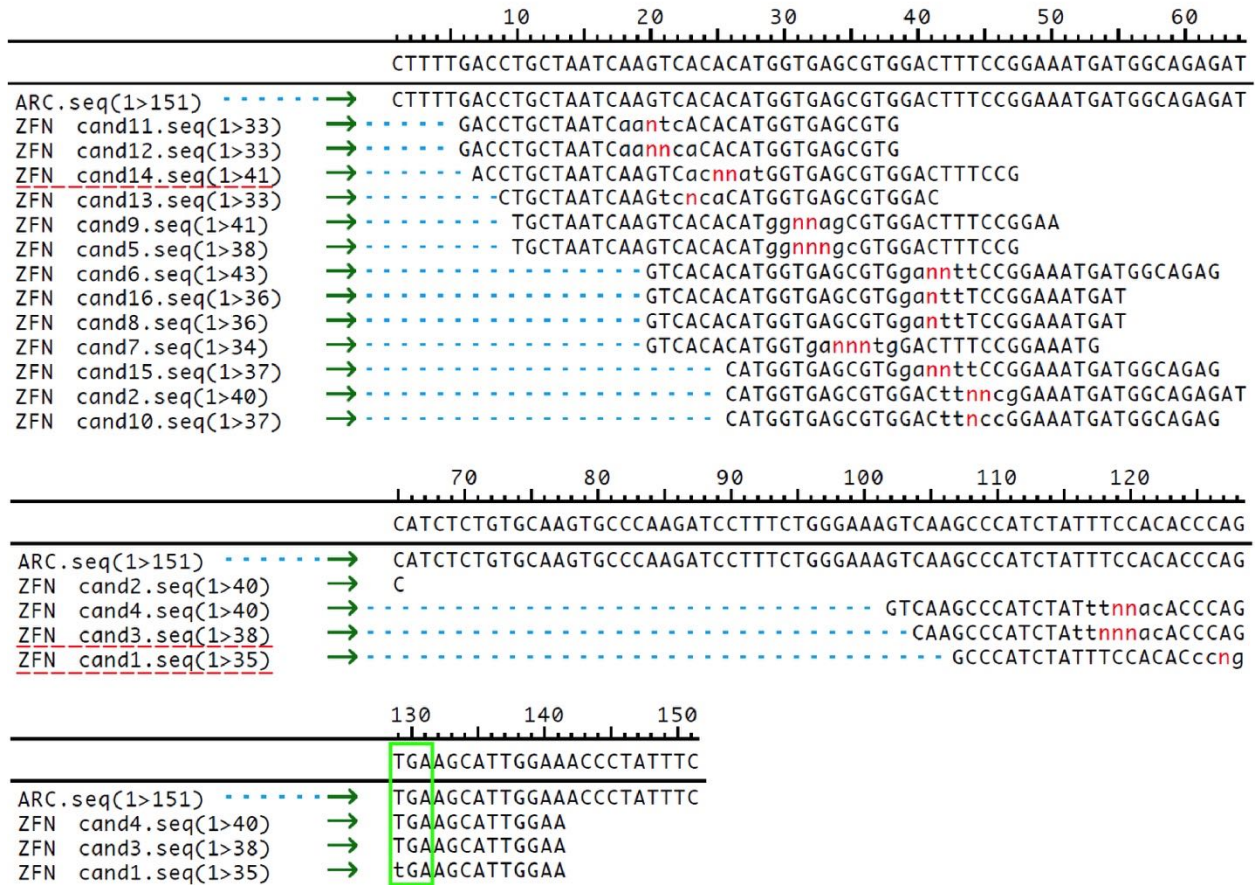 10 20 30 40 50 60
CTTTTGACCTGCTAATCAAGTCACACATGGTGAGCGTGGACTTTCCGGAAATGATGGCAGAGAT
ARC.seq(1>151) CTTTTGACCTGCTAATCAAGTCACACATGGTGAGCGTGGACTTTCCGGAAATGATGGCAGAGAT
ZFN cand11.seq(1>33) GACCTGCTAATCaantcACACATGGTGAGCGTG
ZFN cand12.seq(1>33) GACCTGCTAATCaanncaCACATGGTGAGCGTG
ZFN cand14.seq(1>41) ACCTGCTAATCAAGTCacnnatGGTGAGCGTGGACTTTCCG
ZFN cand13.seq(1>33) CTGCTAATCAAGtcncaCATGGTGAGCGTGGAC
ZFN cand9.seq(1>41) TGCTAATCAAGTCACACATggnnagCGTGGACTTTCCGGAA
ZFN cand5.seq(1>38) TGCTAATCAAGTCACACATggnnngcGTGGACTTTCCG
ZFN cand6.seq(1>43) GTCACACATGGTGAGCGTGgannttCCGGAAATGATGGCAGAG
ZFN cand16.seq(1>36) GTCACACATGGTGAGCGTGgantttTCCGGAAATGAT
ZFN cand8.seq(1>36) GTCACACATGGTGAGCGTGganttTCCGGAAATGAT
ZFN cand7.seq(1>34) GTCACACATGGTgannntgGACTTTCCGGAAATG
ZFN cand15.seq(1>37) CATGGTGAGCGTGgannttCCGGAAATGATGGCAGAG
ZFN cand2.seq(1>40) CATGGTGAGCGTGGACttnncgGAAATGATGGCAGAGAT
ZFN cand10.seq(1>37) CATGGTGAGCGTGGACttnccGGAAATGATGGCAGAG
70 80 90 100 110 120
CATCTCTGTGCAAGTGCCCAAGATCCTTTCTGGGAAAGTCAAGCCCATCTATTTCCACACCCAG
ARC.seq(1>151) CATCTCTGTGCAAGTGCCCAAGATCCTTTCTGGGAAAGTCAAGCCCATCTATTTCCACACCCAG
ZFN cand2.seq(1>40) C
ZFN cand4.seq(1>40) GTCAAGCCCATCTATttnnacACCCAG
ZFN cand3.seq(1>38) CAAGCCCATCTAttnnnacACCCAG
ZFN cand1.seq(1>35) GCCCATCTATTTCCACACccng
130 140 150
TGAAGCATTGGAAACCCTATTTC
ARC.seq(1>151) TGAAGCATTGGAAACCCTATTTC
ZFN cand4.seq(1>40) TGAAGCATTGGAA
ZFN cand3.seq(1>38) TGAAGCATTGGAA
ZFN cand1.seq(1>35) tGAAGCATTGGAA